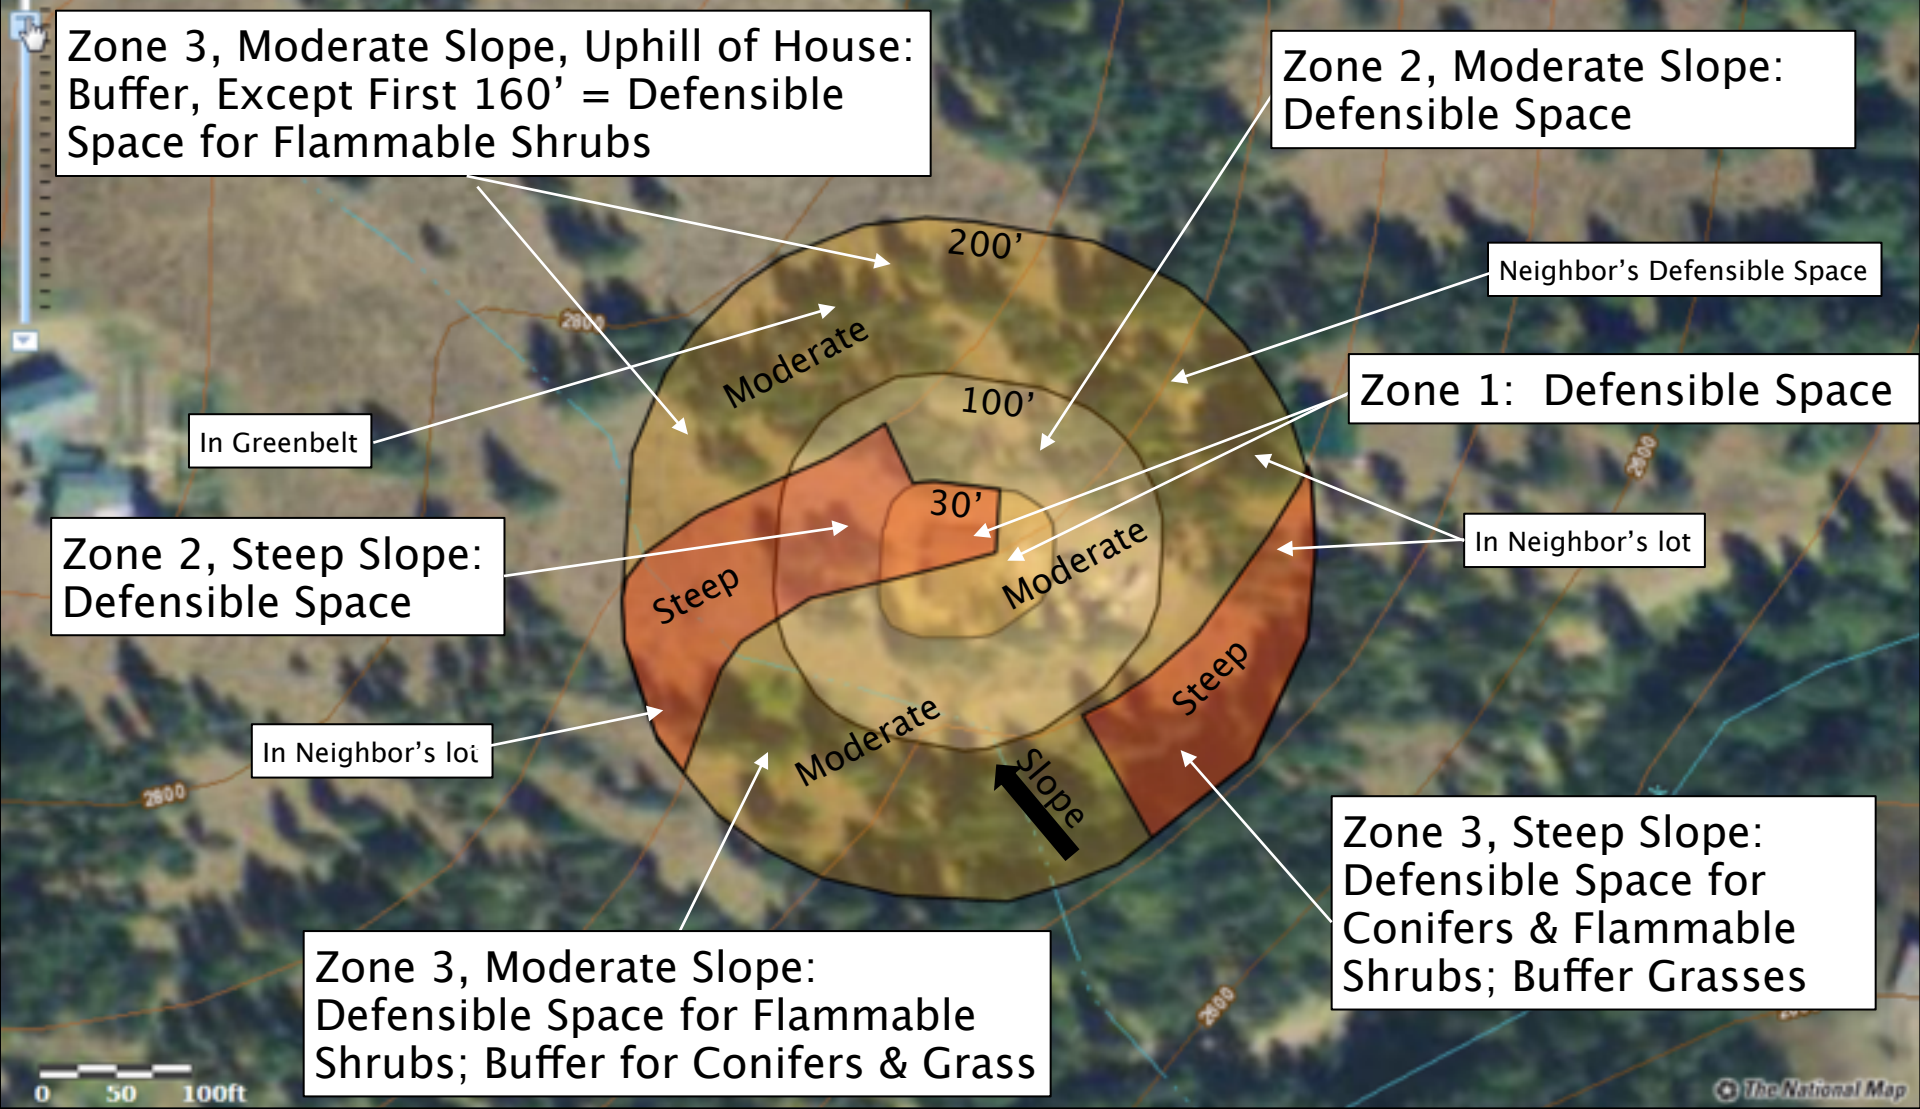 Zone 3, Moderate Slope, Uphill of House:
Buffer, Except First 160’ = Defensible
Space for Flammable Shrubs
Zone 2, Moderate Slope:
Defensible Space
200’
Neighbor’s Defensible Space
2800
Moderate
100’
Zone 1:  Defensible Space
In Greenbelt
2800
30’
Zone 2, Steep Slope:
Defensible Space
Steep
Moderate
In Neighbor’s lot
Steep
In Neighbor’s lot
Moderate
Slope
2800
Zone 3, Steep Slope:
Defensible Space for
Conifers & Flammable
Shrubs; Buffer Grasses
Zone 3, Moderate Slope:
Defensible Space for Flammable
Shrubs; Buffer for Conifers & Grass
2800
0 50 100ft
The National Map